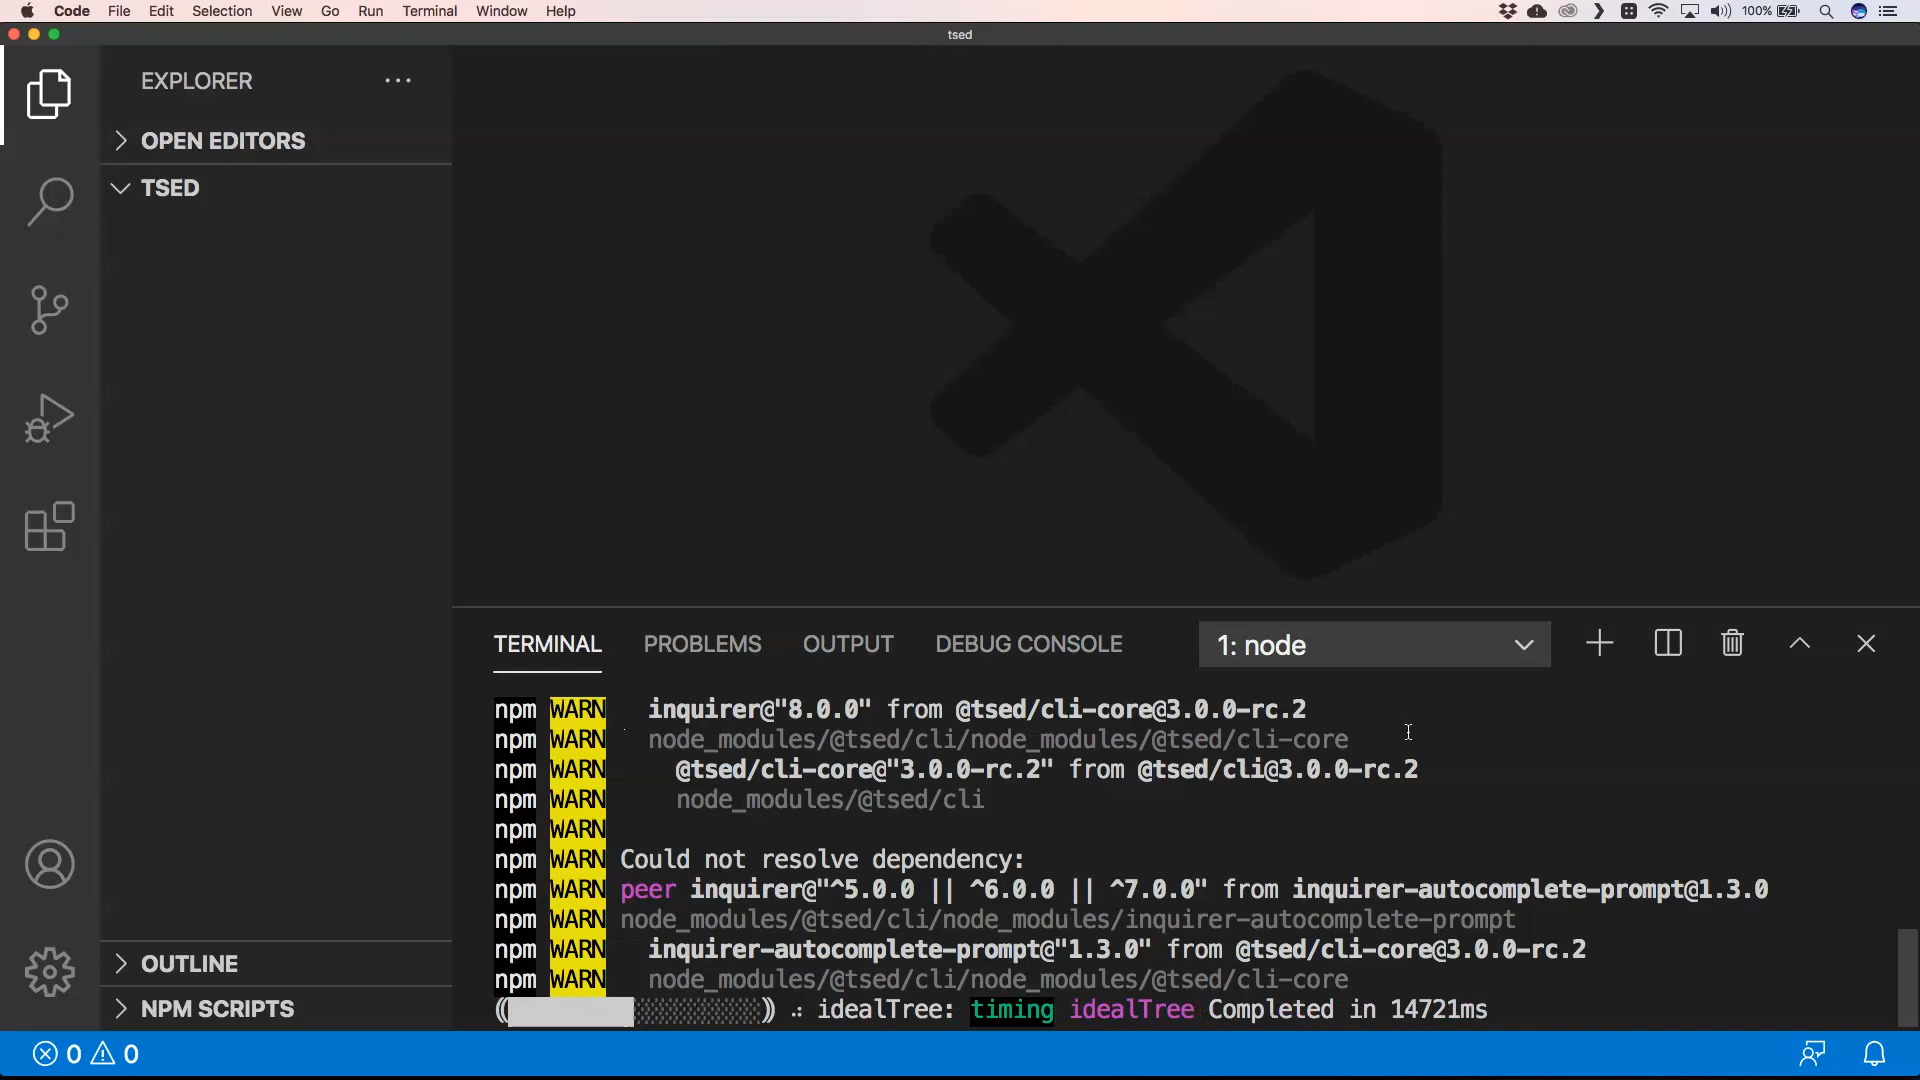 Code File Edit Selection View Go Run Terminal Window Help 100%
tsed
EXPLORER
OPEN EDITORS
TSED
TERMINAL PROBLEMS OUTPUT DEBUG CONSOLE 1: node
npm WARN inquirer@"8.0.0" from @tsed/cli-core@3.0.0-rc.2
npm WARN node_modules/@tsed/cli/node_modules/@tsed/cli-core
npm WARN @tsed/cli-core@"3.0.0-rc.2" from @tsed/cli@3.0.0-rc.2
npm WARN node_modules/@tsed/cli
npm WARN
npm WARN Could not resolve dependency:
npm WARN peer inquirer@"^5.0.0 || ^6.0.0 || ^7.0.0" from inquirer-autocomplete-prompt@1.3.0
npm WARN node_modules/@tsed/cli/node_modules/inquirer-autocomplete-prompt
npm WARN inquirer-autocomplete-prompt@"1.3.0" from @tsed/cli-core@3.0.0-rc.2
npm WARN node_modules/@tsed/cli/node_modules/@tsed/cli-core
idealTree: timing idealTree Completed in 14721ms
OUTLINE
NPM SCRIPTS
0 0